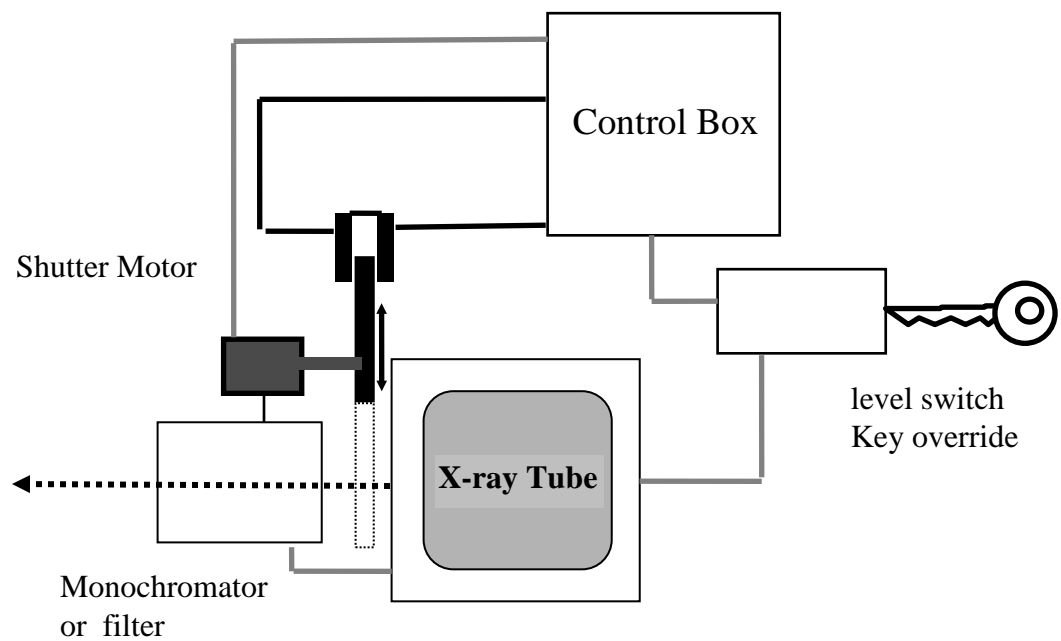 Control Box
Shutter Motor
level switch
Key override
X-ray Tube
Monochromator
or filter